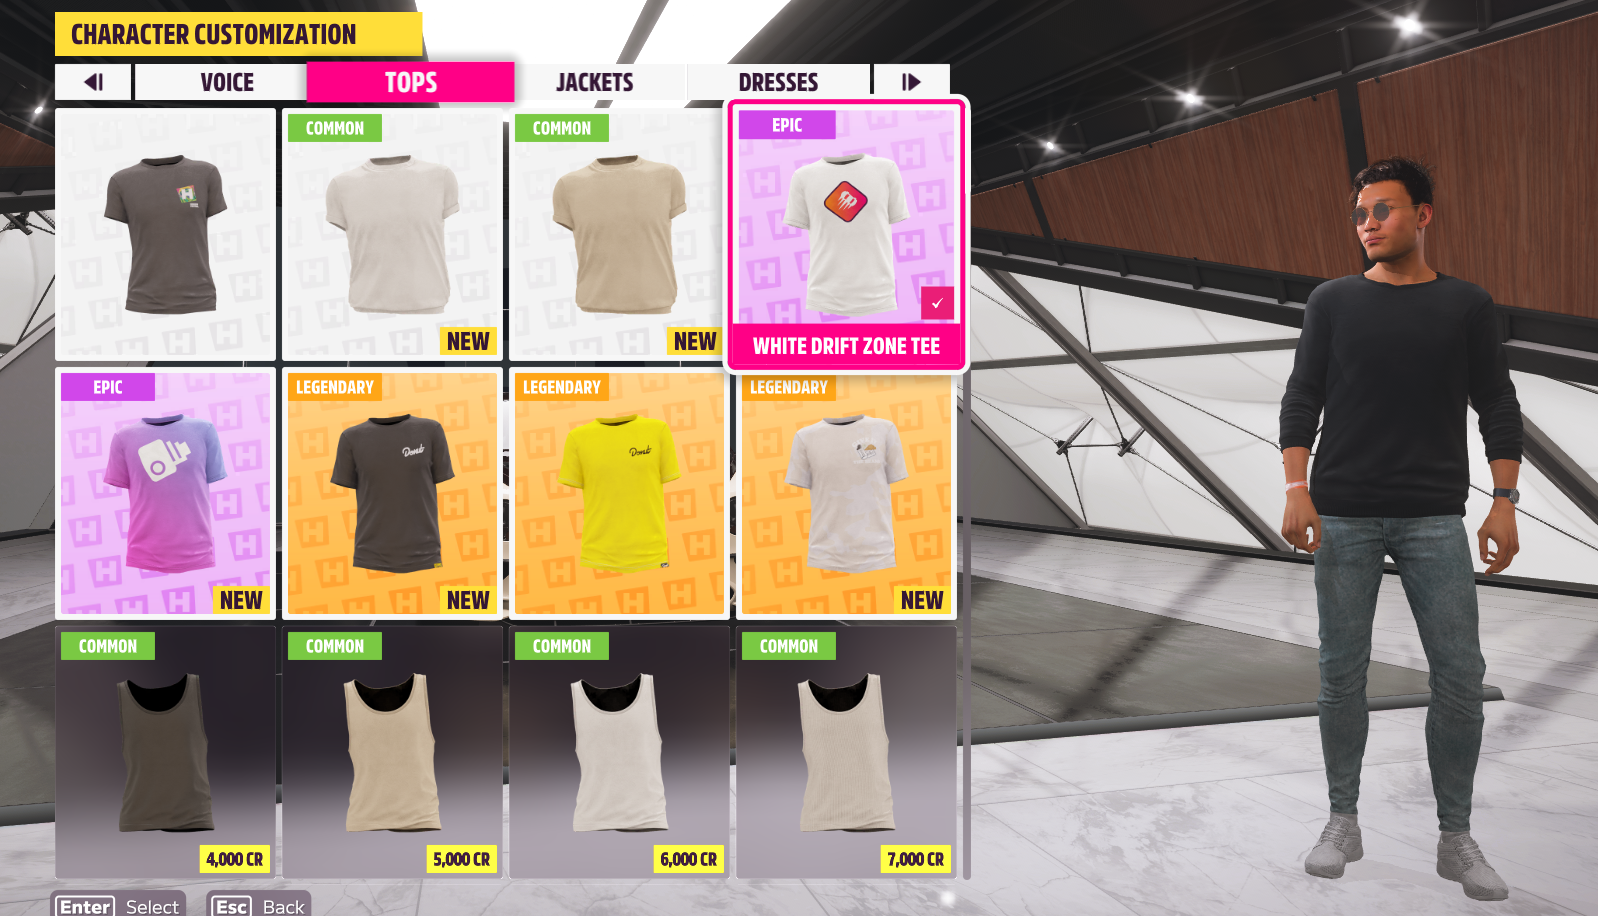 CHARACTER CUSTOMIZATION
VOICE
TOPS
JACKETS
DRESSES
COMMON
COMMON
EPIC
NEW
NEW
WHITE DRIFT ZONE TEE
EPIC
LEGENDARY
LEGENDARY
LEGENDARY
Donut
Donut
NEW
NEW
NEW
COMMON
COMMON
COMMON
COMMON
4,000 CR
5,000 CR
6,000 CR
7,000 CR
Enter Select
Esc Back